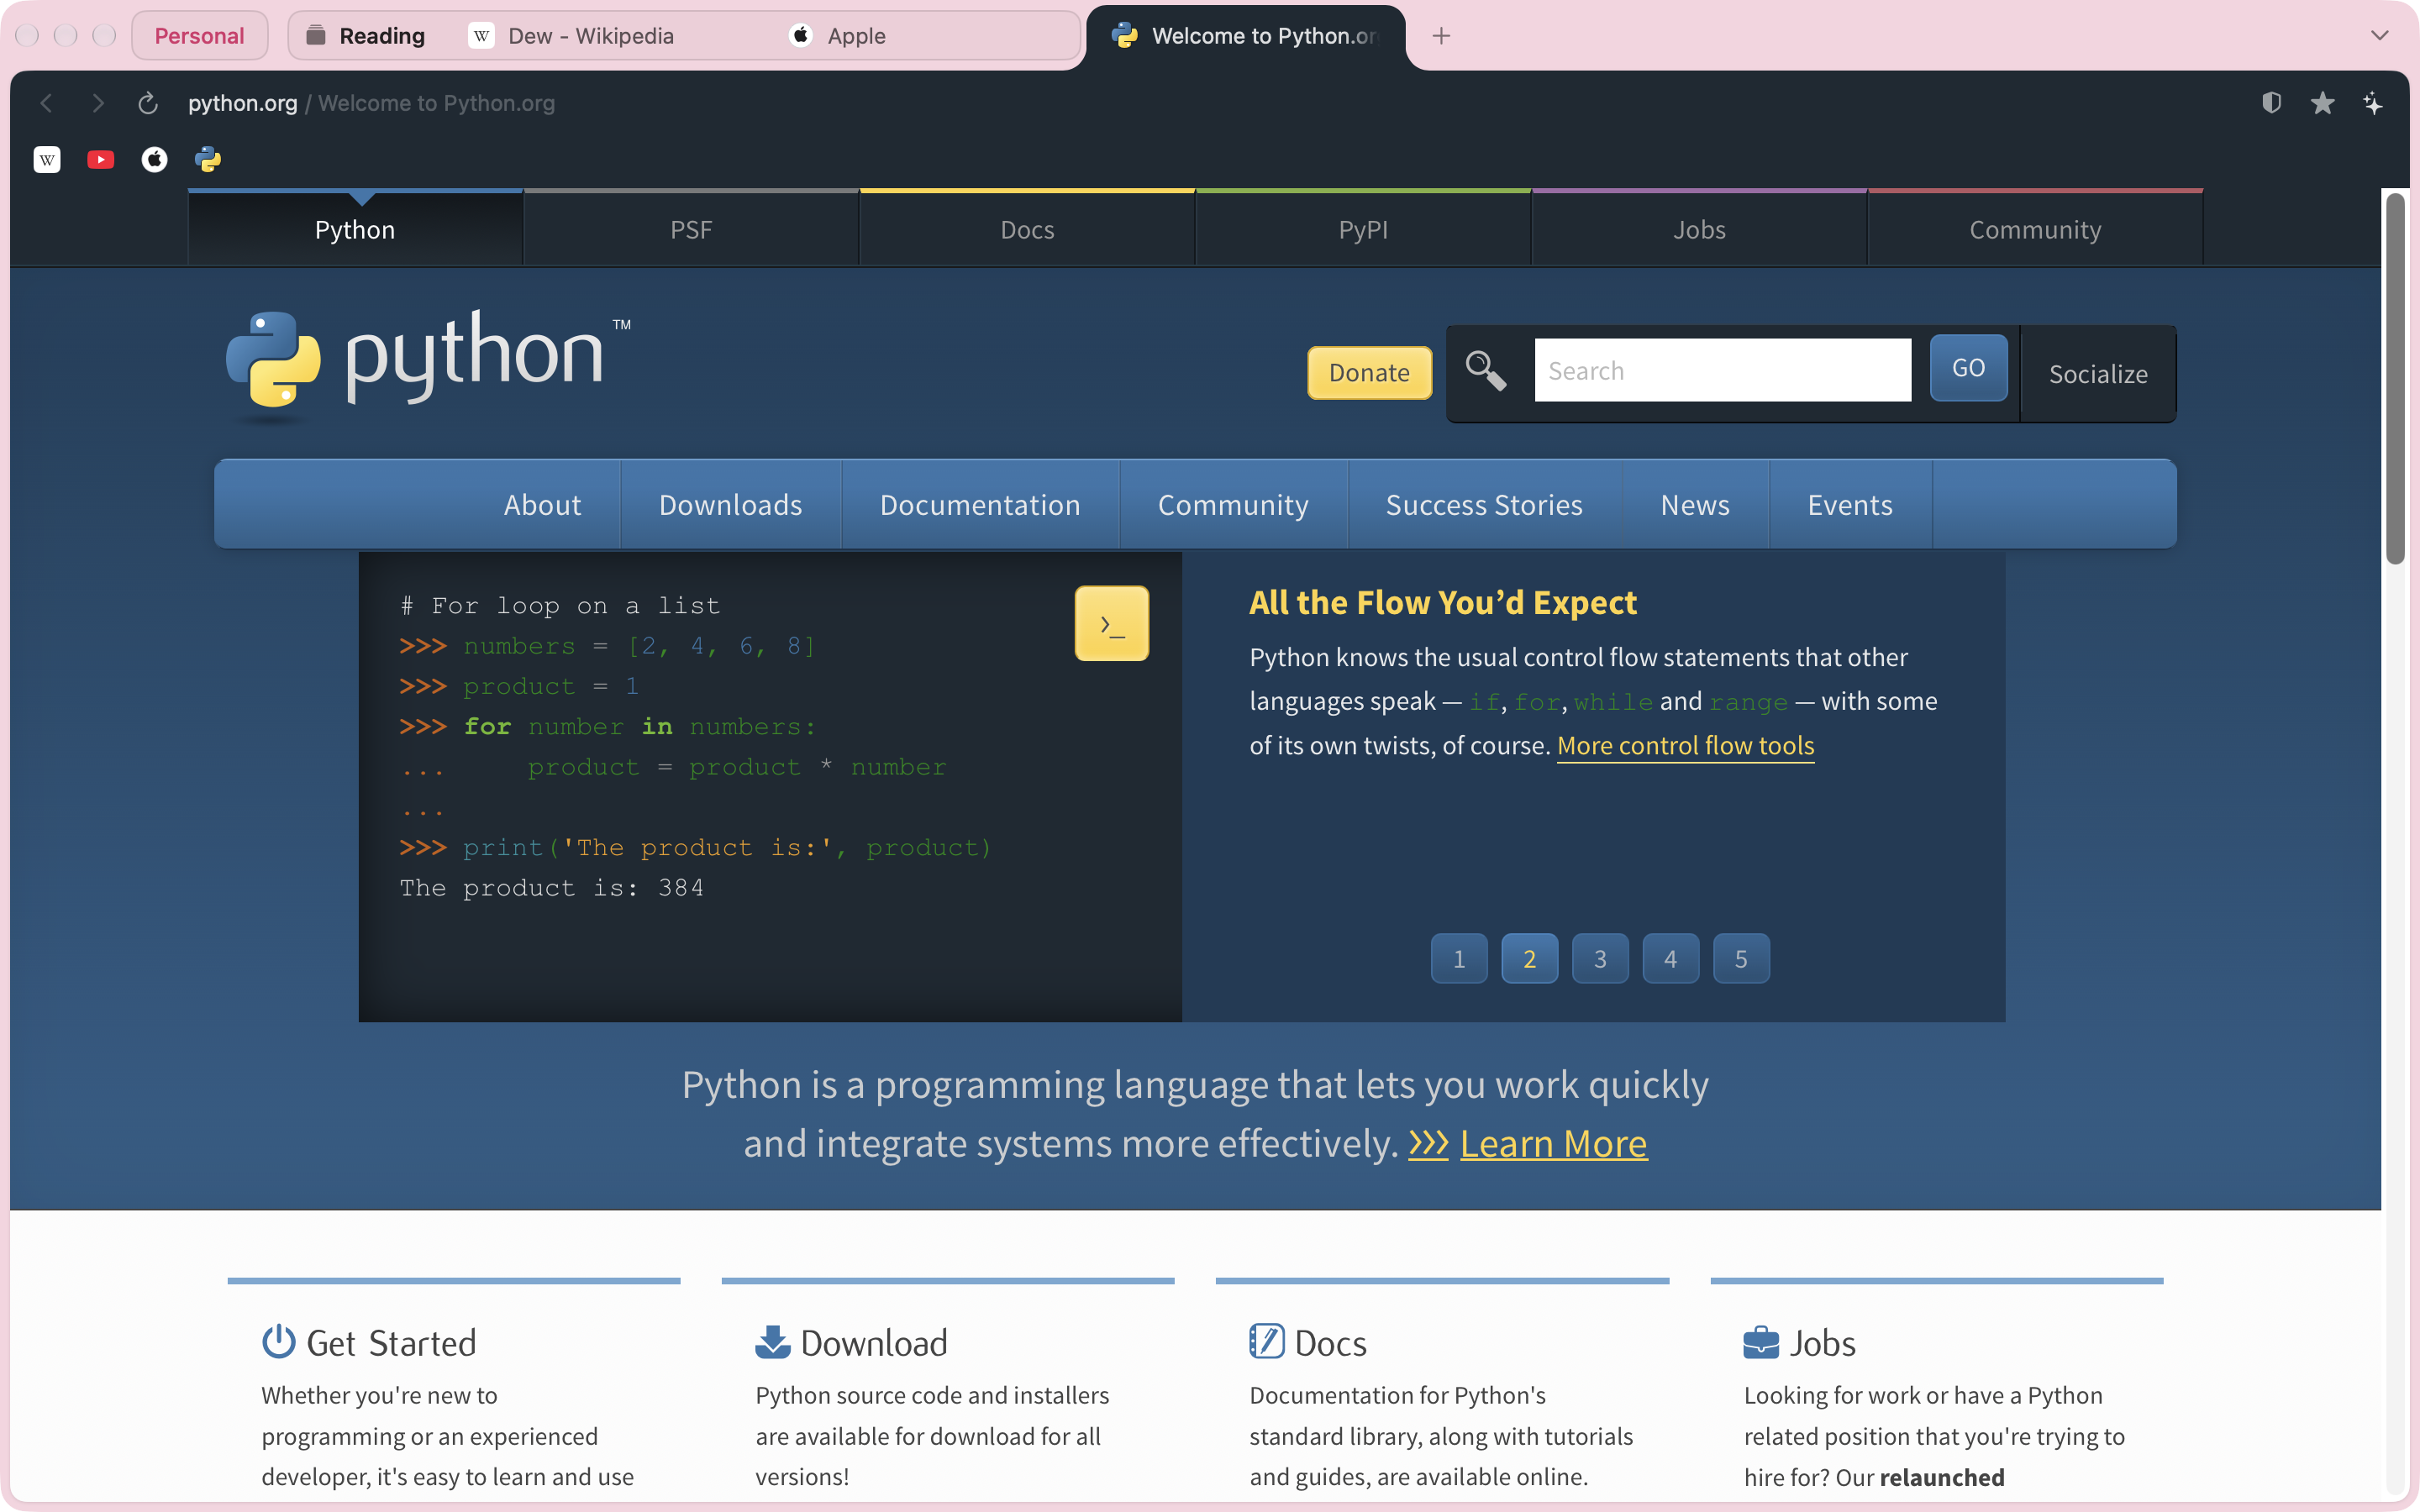 Personal
Reading
W Dew - Wikipedia
Apple
Welcome to Python.or
python.org / Welcome to Python.org
W
Python
PSF
Docs
PyPI
Jobs
Community
python™
Donate
Search
GO
Socialize
About
Downloads
Documentation
Community
Success Stories
News
Events
# For loop on a list
>>> numbers = [2, 4, 6, 8]
>>> product = 1
>>> for number in numbers:
...     product = product * number
...
>>> print('The product is:', product)
The product is: 384
>_
All the Flow You’d Expect
Python knows the usual control flow statements that other
languages speak — if, for, while and range — with some
of its own twists, of course. More control flow tools
1
2
3
4
5
Python is a programming language that lets you work quickly
and integrate systems more effectively. >>> Learn More
Get Started
Whether you're new to
programming or an experienced
developer, it's easy to learn and use
Download
Python source code and installers
are available for download for all
versions!
Docs
Documentation for Python's
standard library, along with tutorials
and guides, are available online.
Jobs
Looking for work or have a Python
related position that you're trying to
hire for? Our relaunched